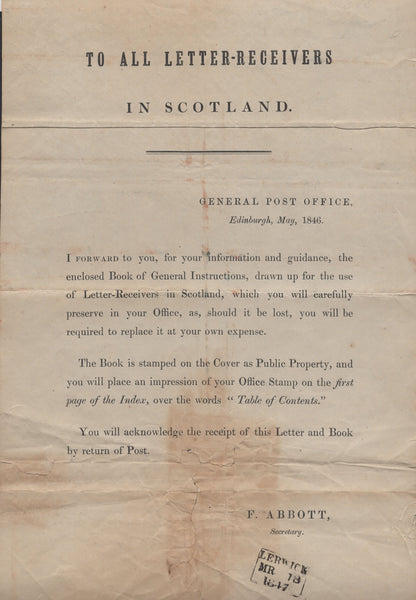 TO ALL LETTER-RECEIVERS
IN SCOTLAND.
GENERAL POST OFFICE,
Edinburgh, May, 1846.
I FORWARD to you, for your information and guidance, the
enclosed Book of General Instructions, drawn up for the use
of Letter-Receivers in Scotland, which you will carefully
preserve in your Office, as, should it be lost, you will be
required to replace it at your own expense.
The Book is stamped on the Cover as Public Property, and
you will place an impression of your Office Stamp on the first
page of the Index, over the words “ Table of Contents.”
You will acknowledge the receipt of this Letter and Book
by return of Post.
F. ABBOTT,
Secretary.
LERWICK
MR 18
1847